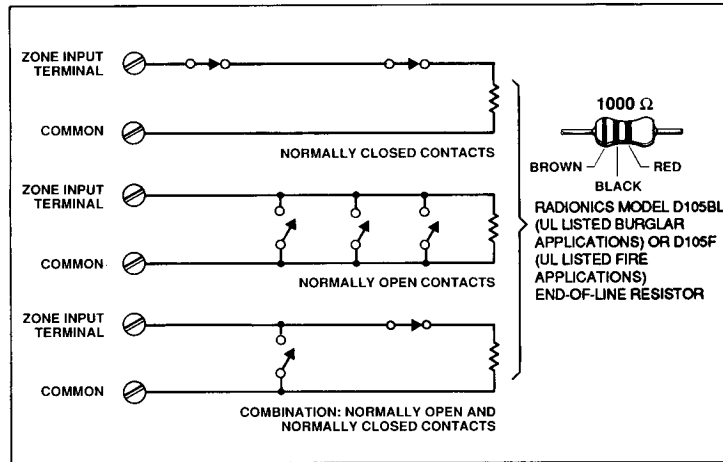 ZONE INPUT
TERMINAL
COMMON
NORMALLY CLOSED CONTACTS
ZONE INPUT
TERMINAL
COMMON
NORMALLY OPEN CONTACTS
ZONE INPUT
TERMINAL
COMMON
COMBINATION: NORMALLY OPEN AND
NORMALLY CLOSED CONTACTS
1000 Ω
BROWN
RED
BLACK
RADIONICS MODEL D105BL
(UL LISTED BURGLAR
APPLICATIONS) OR D105F
(UL LISTED FIRE
APPLICATIONS)
END-OF-LINE RESISTOR